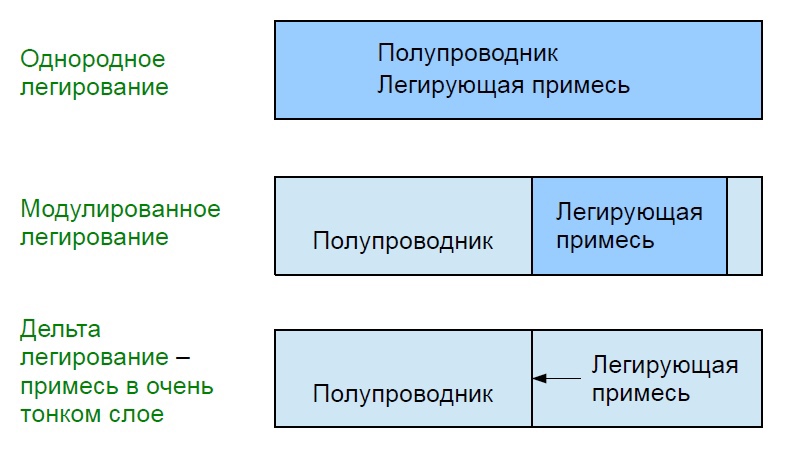 Однородное
легирование
Полупроводник
Легирующая примесь
Модулированное
легирование
Полупроводник
Легирующая
примесь
Дельта
легирование –
примесь в очень
тонком слое
Полупроводник
Легирующая
примесь